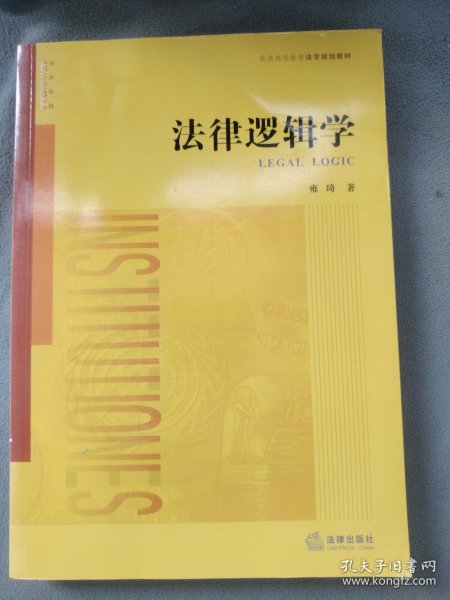 普通高等教育法学规划教材
法律逻辑学
LEGAL LOGIC
雍琦 著
INSTITUTIONES
法律出版社
LAW PRESS·CHINA
孔夫子旧书网
www.kongfz.com